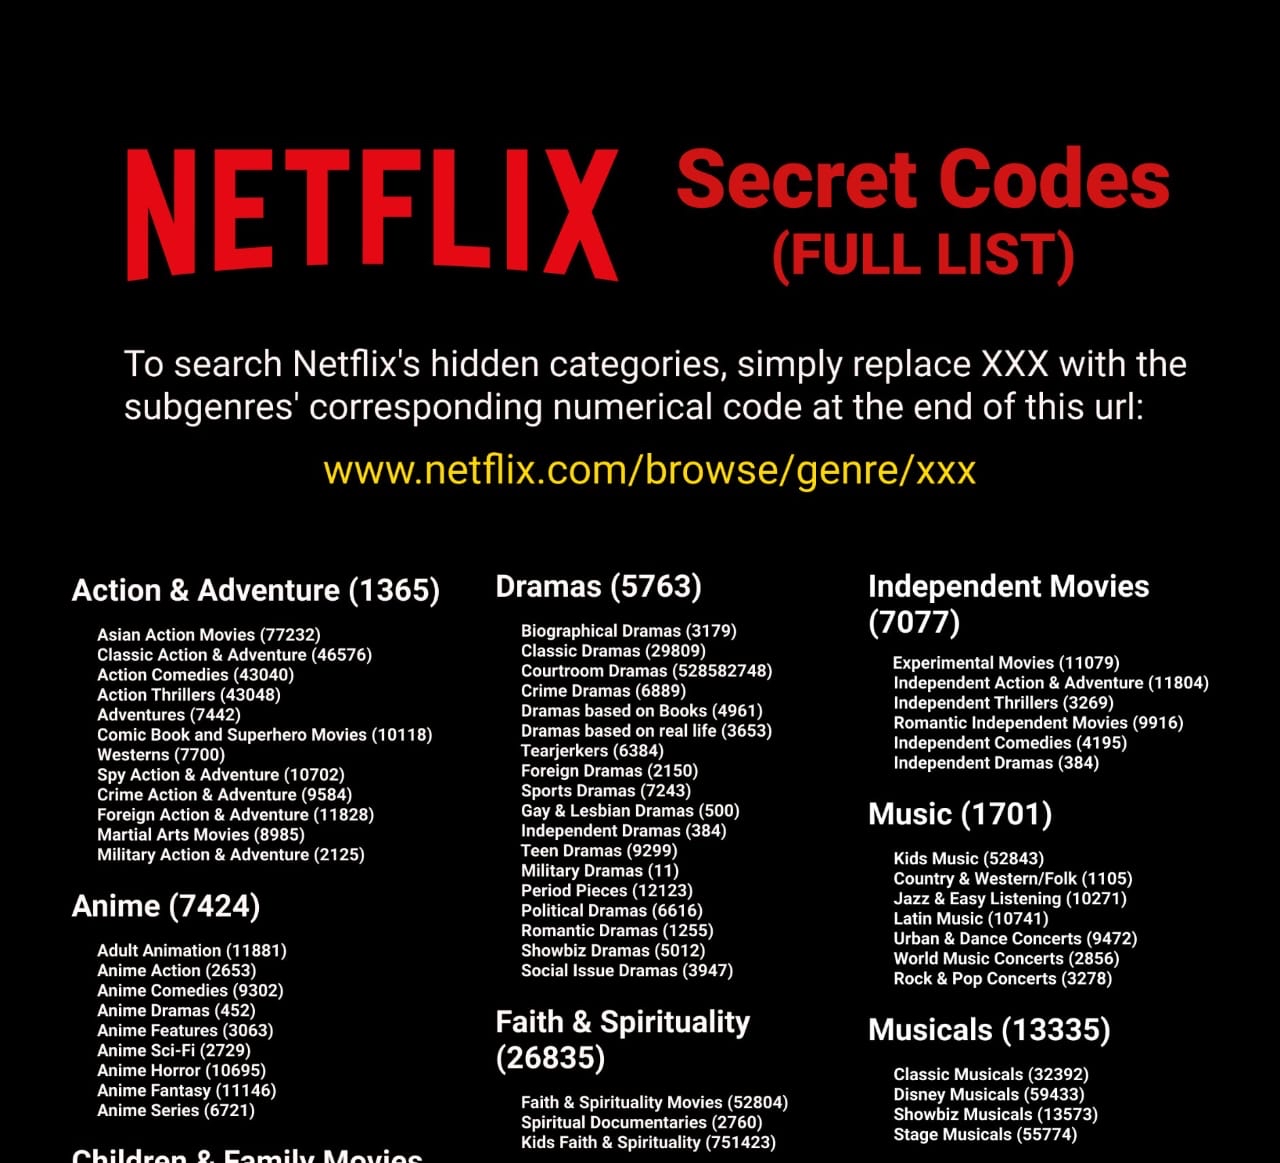 NETFLIX
Secret Codes
(FULL LIST)
To search Netflix's hidden categories, simply replace XXX with the
subgenres' corresponding numerical code at the end of this url:
www.netflix.com/browse/genre/xxx
Action & Adventure (1365)
Asian Action Movies (77232)
Classic Action & Adventure (46576)
Action Comedies (43040)
Action Thrillers (43048)
Adventures (7442)
Comic Book and Superhero Movies (10118)
Westerns (7700)
Spy Action & Adventure (10702)
Crime Action & Adventure (9584)
Foreign Action & Adventure (11828)
Martial Arts Movies (8985)
Military Action & Adventure (2125)
Anime (7424)
Adult Animation (11881)
Anime Action (2653)
Anime Comedies (9302)
Anime Dramas (452)
Anime Features (3063)
Anime Sci-Fi (2729)
Anime Horror (10695)
Anime Fantasy (11146)
Anime Series (6721)
Children & Family Movies
Dramas (5763)
Biographical Dramas (3179)
Classic Dramas (29809)
Courtroom Dramas (528582748)
Crime Dramas (6889)
Dramas based on Books (4961)
Dramas based on real life (3653)
Tearjerkers (6384)
Foreign Dramas (2150)
Sports Dramas (7243)
Gay & Lesbian Dramas (500)
Independent Dramas (384)
Teen Dramas (9299)
Military Dramas (11)
Period Pieces (12123)
Political Dramas (6616)
Romantic Dramas (1255)
Showbiz Dramas (5012)
Social Issue Dramas (3947)
Faith & Spirituality
(26835)
Faith & Spirituality Movies (52804)
Spiritual Documentaries (2760)
Kids Faith & Spirituality (751423)
Independent Movies
(7077)
Experimental Movies (11079)
Independent Action & Adventure (11804)
Independent Thrillers (3269)
Romantic Independent Movies (9916)
Independent Comedies (4195)
Independent Dramas (384)
Music (1701)
Kids Music (52843)
Country & Western/Folk (1105)
Jazz & Easy Listening (10271)
Latin Music (10741)
Urban & Dance Concerts (9472)
World Music Concerts (2856)
Rock & Pop Concerts (3278)
Musicals (13335)
Classic Musicals (32392)
Disney Musicals (59433)
Showbiz Musicals (13573)
Stage Musicals (55774)